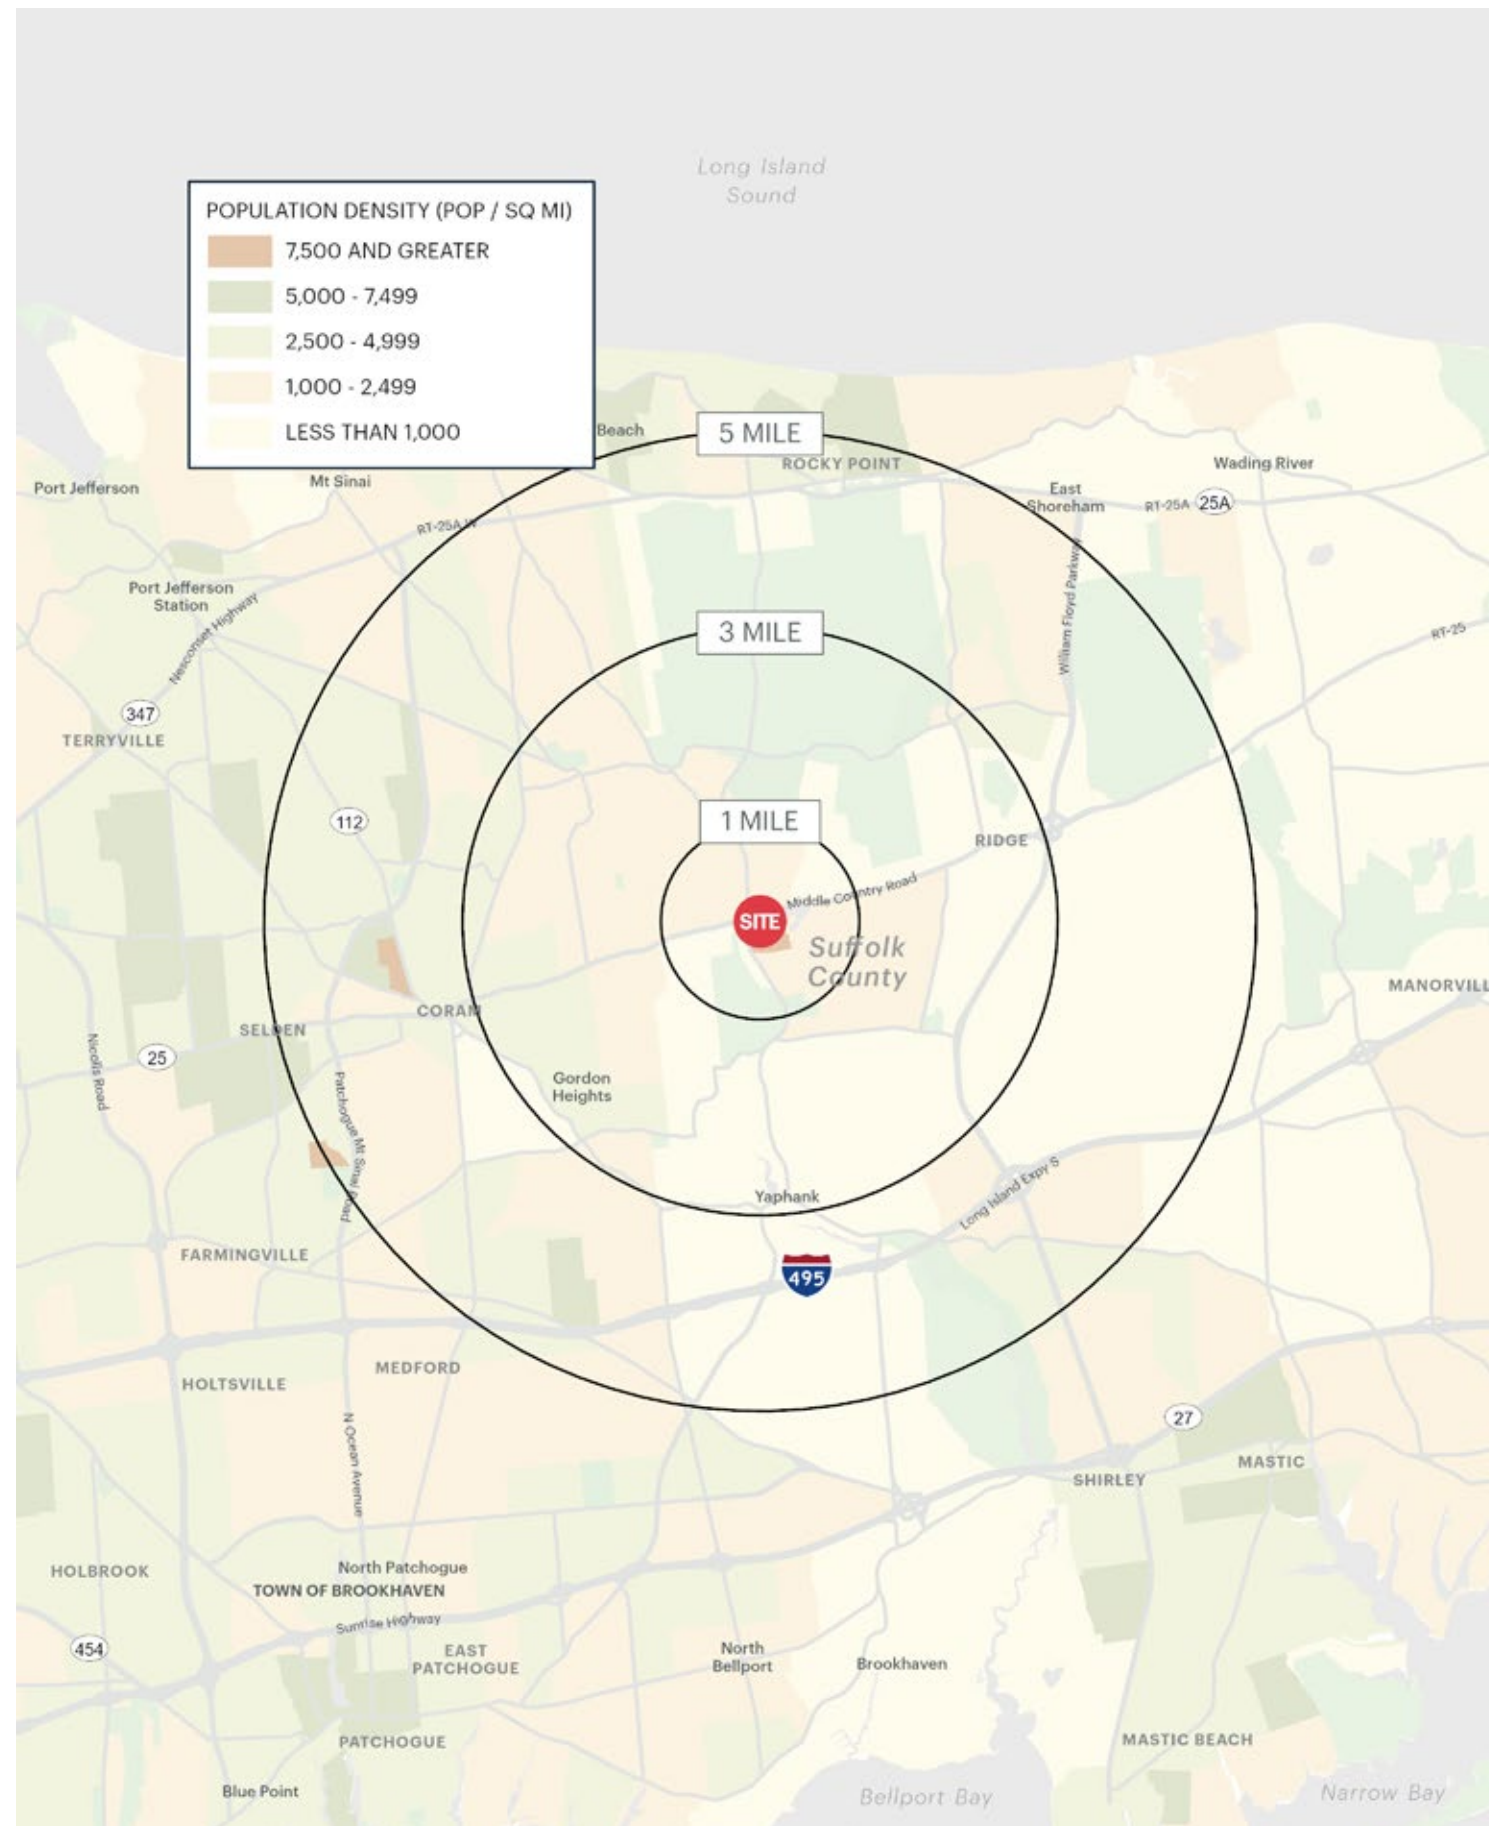 Long Island
Sound
POPULATION DENSITY (POP / SQ MI)
7,500 AND GREATER
5,000 - 7,499
2,500 - 4,999
1,000 - 2,499
LESS THAN 1,000
Beach
5 MILE
ROCKY POINT
Wading River
Port Jefferson
Mt Sinai
East
Shoreham
RT-25A
25A
RT-25A W
Port Jefferson
Station
Nesconset Highway
William Floyd Parkway
3 MILE
RT-25
347
TERRYVILLE
112
1 MILE
RIDGE
Middle Country Road
SITE
Suffolk
County
MANORVILL
CORAM
SELDEN
25
Nicolls Road
Patchogue Mt Sinai Road
Gordon
Heights
Yaphank
Long Island Expy S
FARMINGVILLE
495
MEDFORD
HOLTSVILLE
N Ocean Avenue
27
MASTIC
SHIRLEY
HOLBROOK
North Patchogue
TOWN OF BROOKHAVEN
Sunrise Highway
454
EAST
PATCHOGUE
North
Bellport
Brookhaven
PATCHOGUE
MASTIC BEACH
Blue Point
Bellport Bay
Narrow Bay